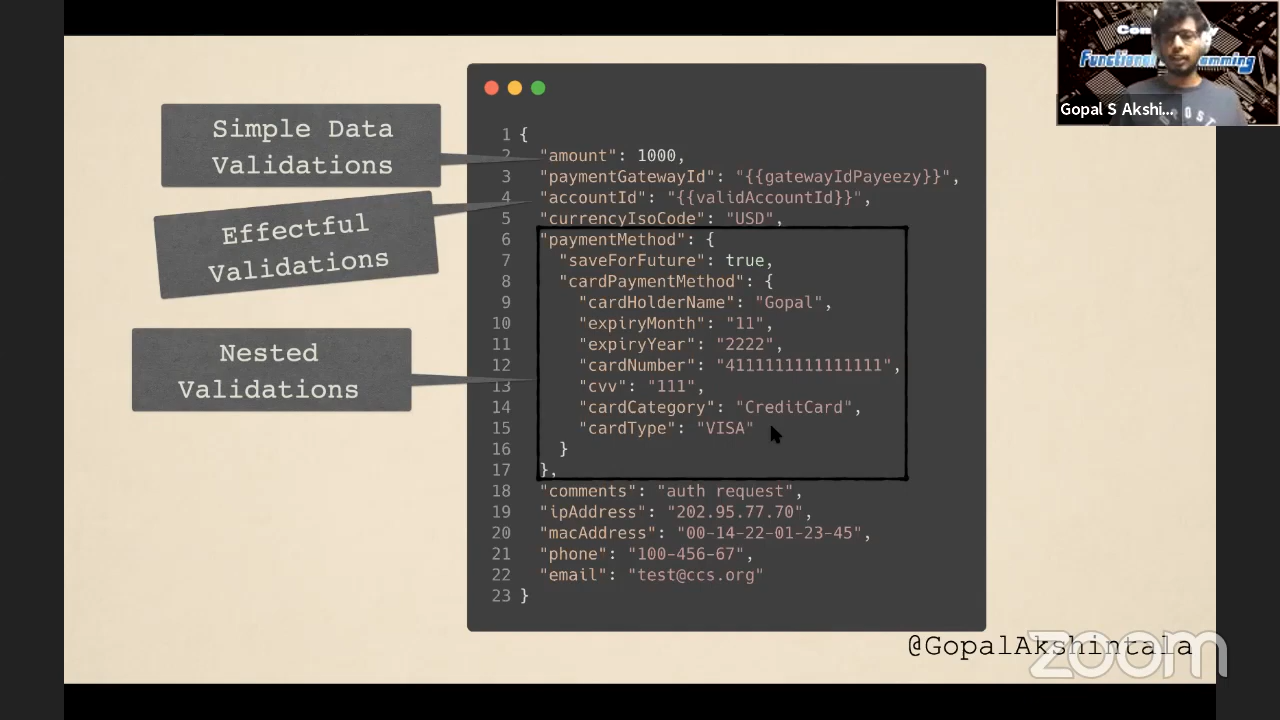 Simple Data
Validations
Effectful
Validations
Nested
Validations
1 {
2 "amount": 1000,
3 "paymentGatewayId": "{{gatewayIdPayeezy}}",
4 "accountId": "{{validAccountId}}",
5 "currencyIsoCode": "USD",
6 "paymentMethod": {
7 "saveForFuture": true,
8 "cardPaymentMethod": {
9 "cardHolderName": "Gopal",
10 "expiryMonth": "11",
11 "expiryYear": "2222",
12 "cardNumber": "4111111111111111",
13 "cvv": "111",
14 "cardCategory": "CreditCard",
15 "cardType": "VISA"
16 }
17 },
18 "comments": "auth request",
19 "ipAddress": "202.95.77.70",
20 "macAddress": "00-14-22-01-23-45",
21 "phone": "100-456-67",
22 "email": "test@ccs.org"
23 }
Gopal S Akshi...
@GopalAkshintala
zoom